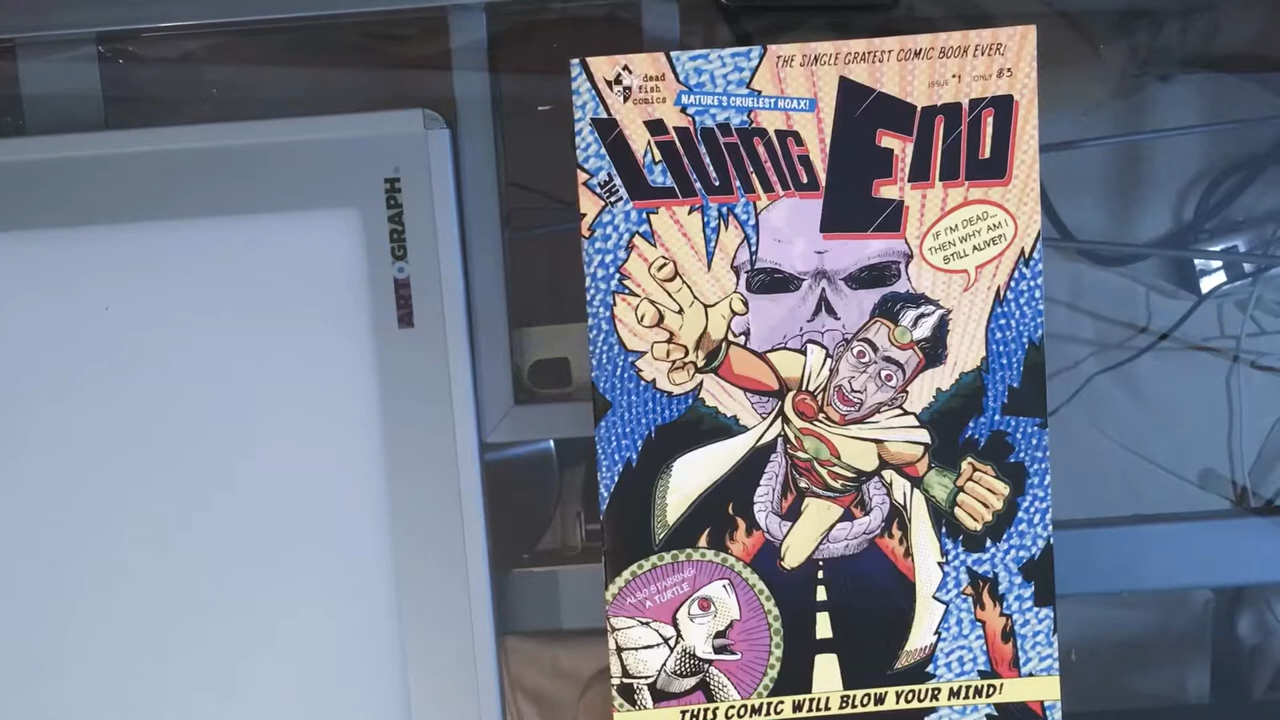 ARTOGRAPH
THE SINGLE GRATEST COMIC BOOK EVER!
dead
fish
comics
ISSUE #1 ONLY $3
NATURE'S CRUELEST HOAX!
THE LiViNG END
IF I'M DEAD...
THEN WHY AM I
STILL ALIVE?!
ALSO STARRING:
A TURTLE
THIS COMIC WILL BLOW YOUR MIND!